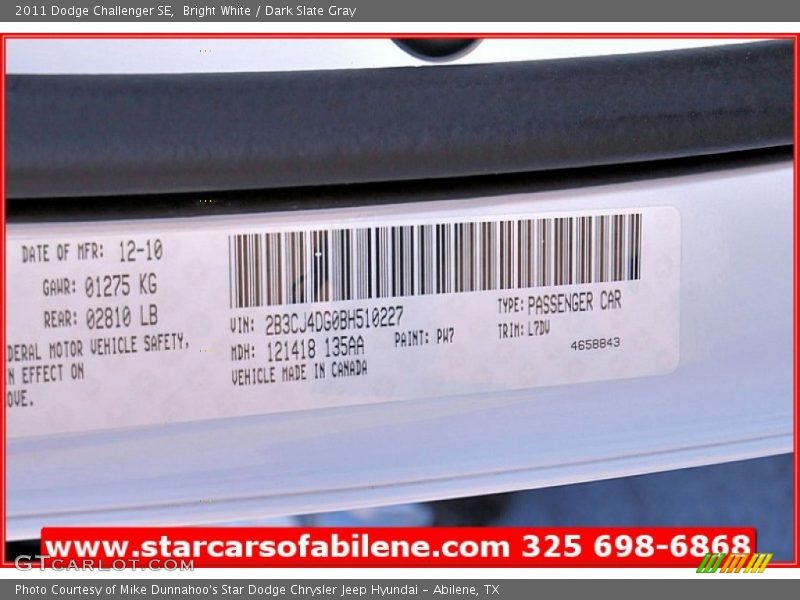 2011 Dodge Challenger SE,  Bright White / Dark Slate Gray
DATE OF MFR: 12-10
GAWR: 01275 KG
REAR: 02810 LB
DERAL MOTOR VEHICLE SAFETY,
N EFFECT ON
OVE.
VIN: 2B3CJ4DG0BH510227
MDH: 121418 135AA
VEHICLE MADE IN CANADA
PAINT: PW7
TYPE: PASSENGER CAR
TRIM: L7DV
4658843
www.starcarsofabilene.com 325 698-6868
GTCARLOT.COM
Photo Courtesy of Mike Dunnahoo's Star Dodge Chrysler Jeep Hyundai - Abilene, TX